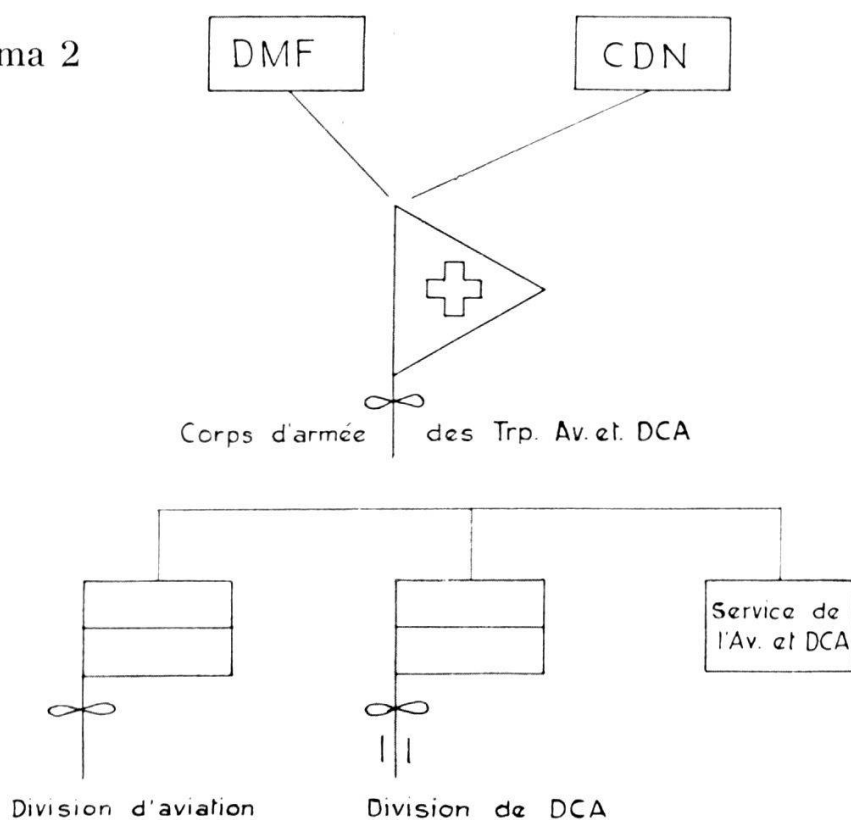 ma 2
DMF
CDN
Corps d'armée des Trp. Av. et. DCA
Service de
l'Av. et DCA
Division d'aviation
Division de DCA